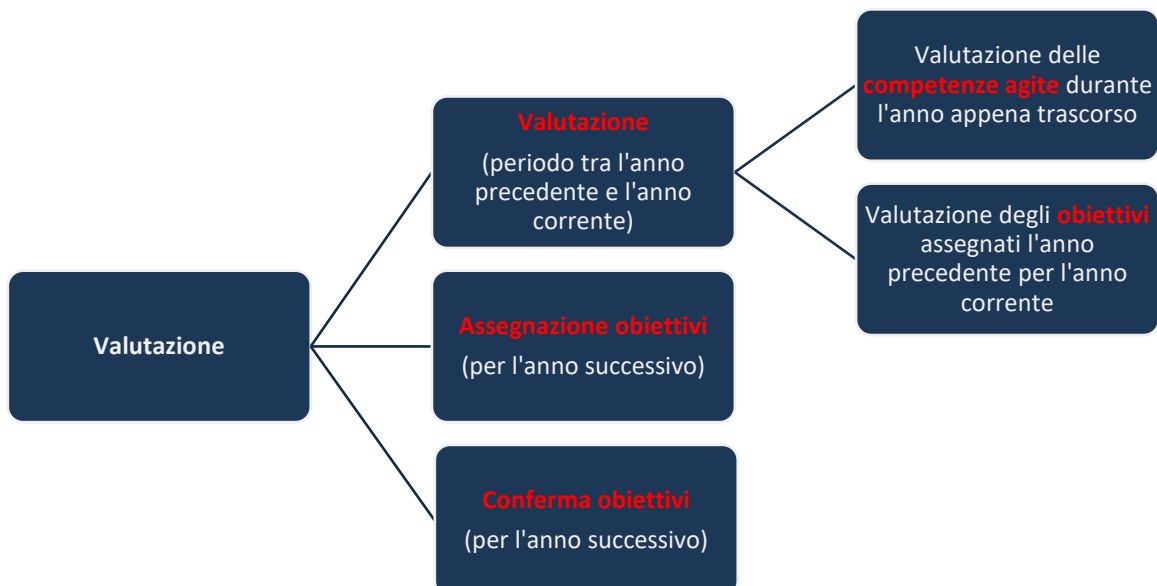 Valutazione
Valutazione
(periodo tra l'anno
precedente e l'anno
corrente)
Assegnazione obiettivi
(per l'anno successivo)
Conferma obiettivi
(per l'anno successivo)
Valutazione delle
competenze agite durante
l'anno appena trascorso
Valutazione degli obiettivi
assegnati l'anno
precedente per l'anno
corrente